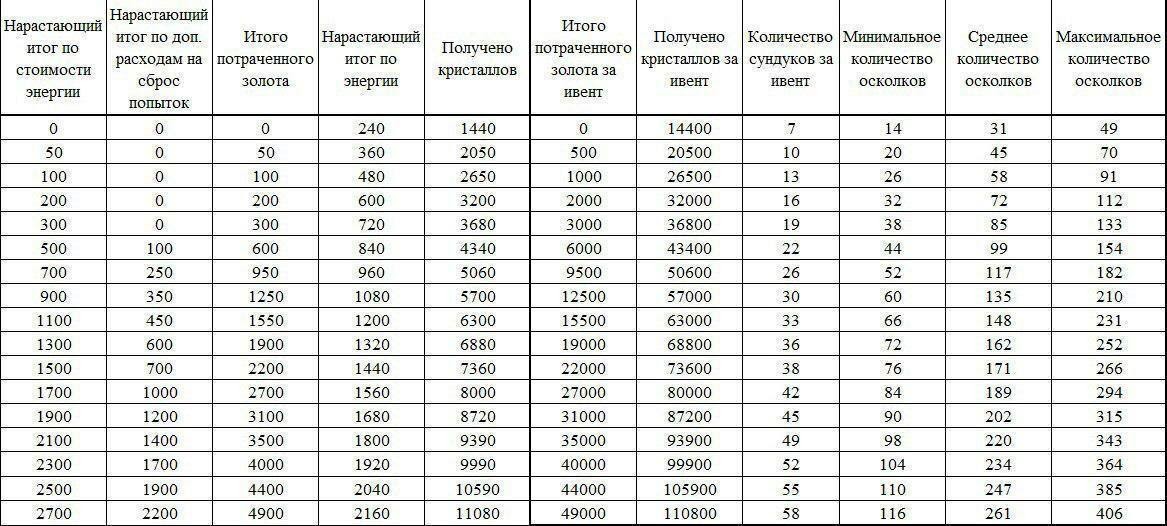 Нарастающий итог по стоимости энергии | Нарастающий итог по доп. расходам на сброс попыток | Итого потраченного золота | Нарастающий итог по энергии | Получено кристаллов | Итого потраченного золота за ивент | Получено кристаллов за ивент | Количество сундуков за ивент | Минимальное количество осколков | Среднее количество осколков | Максимальное количество осколков
0 0 0 240 1440 0 14400 7 14 31 49
50 0 50 360 2050 500 20500 10 20 45 70
100 0 100 480 2650 1000 26500 13 26 58 91
200 0 200 600 3200 2000 32000 16 32 72 112
300 0 300 720 3680 3000 36800 19 38 85 133
500 100 600 840 4340 6000 43400 22 44 99 154
700 250 950 960 5060 9500 50600 26 52 117 182
900 350 1250 1080 5700 12500 57000 30 60 135 210
1100 450 1550 1200 6300 15500 63000 33 66 148 231
1300 600 1900 1320 6880 19000 68800 36 72 162 252
1500 700 2200 1440 7360 22000 73600 38 76 171 266
1700 1000 2700 1560 8000 27000 80000 42 84 189 294
1900 1200 3100 1680 8720 31000 87200 45 90 202 315
2100 1400 3500 1800 9390 35000 93900 49 98 220 343
2300 1700 4000 1920 9990 40000 99900 52 104 234 364
2500 1900 4400 2040 10590 44000 105900 55 110 247 385
2700 2200 4900 2160 11080 49000 110800 58 116 261 406